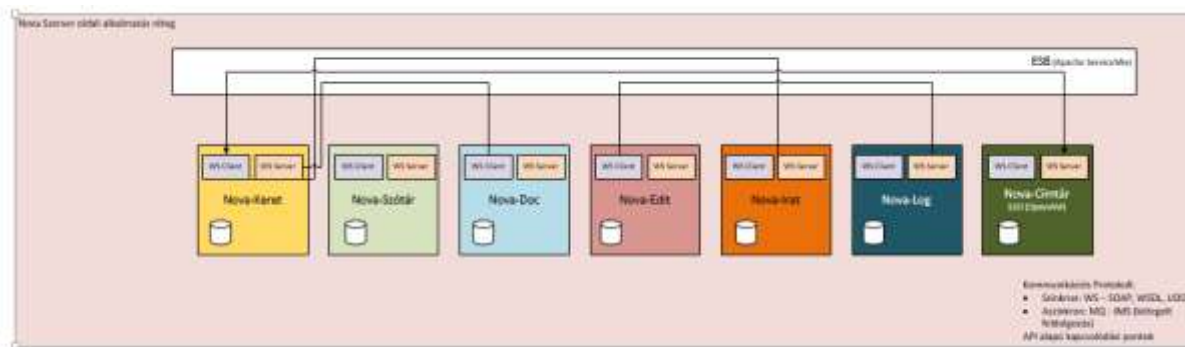 Nova Szerver oldali alkalmazás réteg
ESB (Apache ServiceMix)
WS Client WS Server
WS Client WS Server
WS Client WS Server
WS Client WS Server
WS Client WS Server
WS Client WS Server
WS Client WS Server
Nova-Keret
Nova-Szótár
Nova-Doc
Nova-Edit
Nova-Irat
Nova-Log
Nova-Címtár
Kommunikációs Protokoll:
• Szinkron: WS – SOAP, WSDL, UDDI
• Aszinkron: MQ - JMS (kötegelt
feldolgozás)
API alapú kapcsolódási pontok